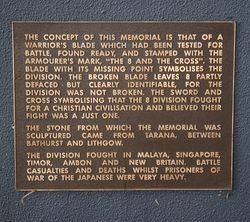 THE CONCEPT OF THIS MEMORIAL IS THAT OF A
WARRIOR'S BLADE WHICH HAD BEEN TESTED FOR
BATTLE, FOUND READY, AND STAMPED WITH THE
ARMOURER'S MARK, "THE 8 AND THE CROSS". THE
BLADE WITH ITS MISSING POINT SYMBOLISES THE
DIVISION. THE BROKEN BLADE LEAVES 8 PARTLY
DEFACED BUT CLEARLY IDENTIFIABLE, FOR THE
DIVISION WAS NOT BROKEN. THE SWORD AND
CROSS SYMBOLISING THAT THE 8 DIVISION FOUGHT
FOR A CHRISTIAN CIVILISATION AND BELIEVED THEIR
FIGHT WAS A JUST ONE.
THE STONE FROM WHICH THE MEMORIAL WAS
SCULPTURED CAME FROM TARANA, BETWEEN
BATHURST AND LITHGOW.
THE DIVISION FOUGHT IN MALAYA, SINGAPORE,
TIMOR, AMBON AND NEW BRITAIN. BATTLE
CASUALTIES AND DEATHS WHILST PRISONERS OF
WAR OF THE JAPANESE WERE VERY HEAVY.